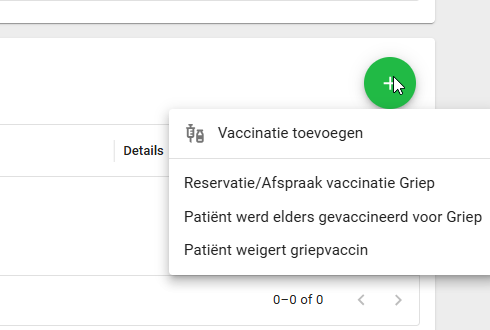 Vaccinatie toevoegen
Details
Reservatie/Afspraak vaccinatie Griep
Patiënt werd elders gevaccineerd voor Griep
Patiënt weigert griepvaccin
0–0 of 0